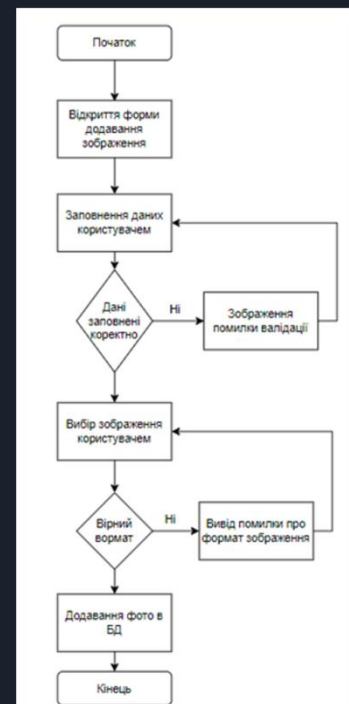 Початок
Відкриття форми
додавання
зображення
Заповнення даних
користувачем
Дані
заповнені
коректно
Ні
Зображення
помилки валідації
Вибір зображення
користувачем
Вірний
вормат
Ні
Вивід помилки про
формат зображення
Додавання фото в
БД
Кінець